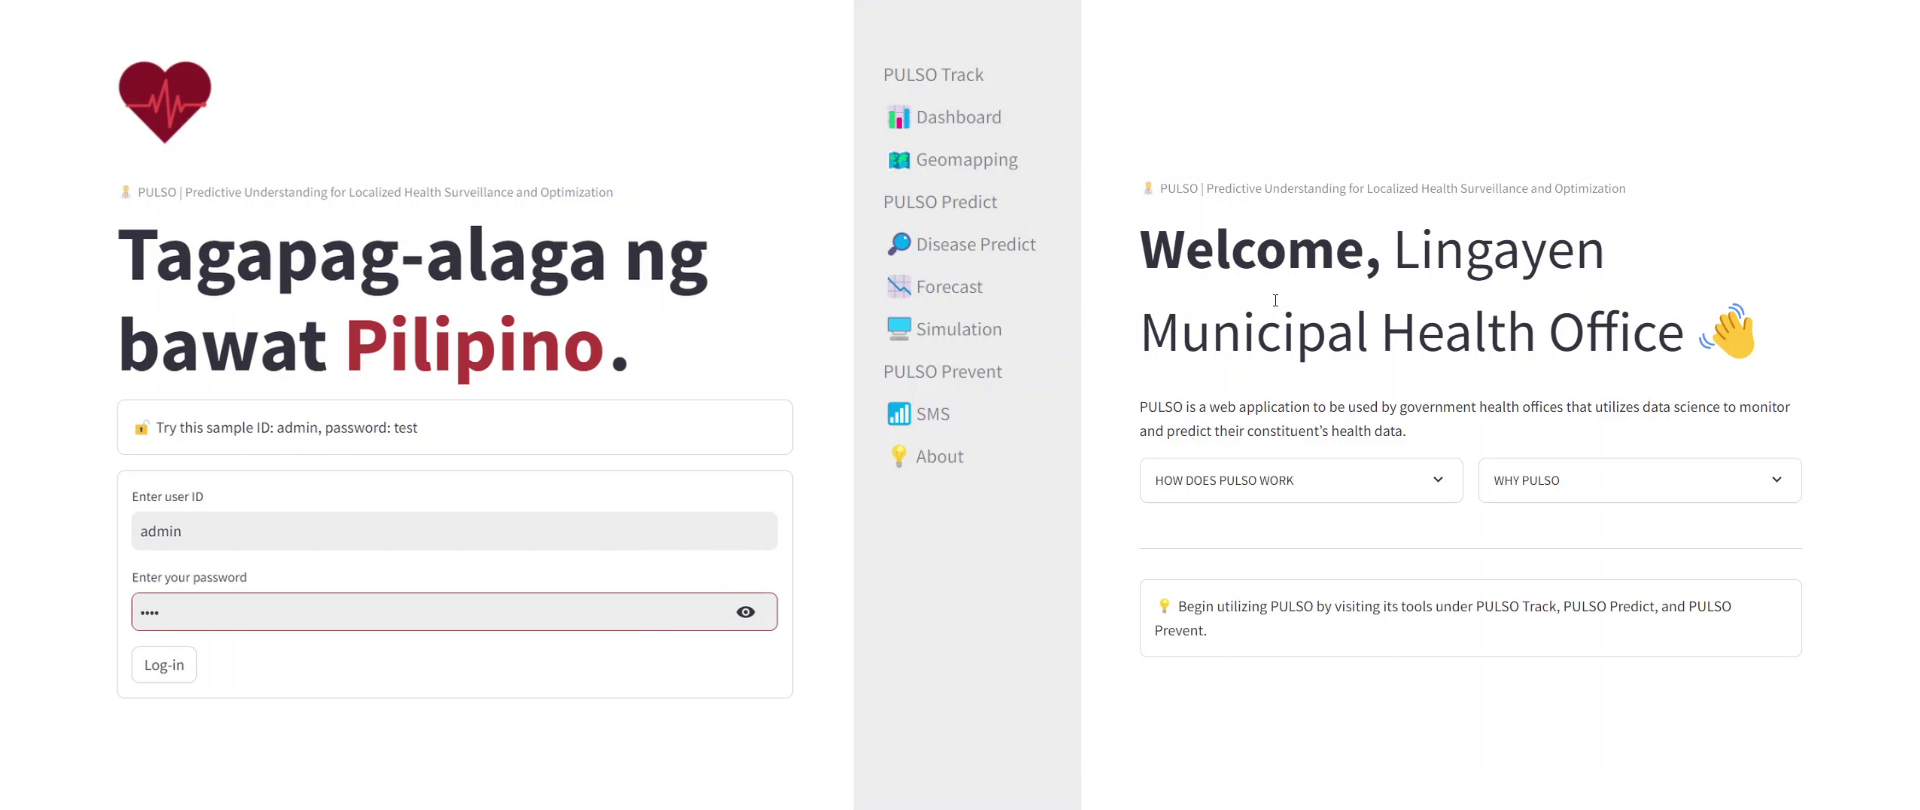 PULSO | Predictive Understanding for Localized Health Surveillance and Optimization
Tagapag-alaga ng
bawat Pilipino.
Try this sample ID: admin, password: test
Enter user ID
admin
Enter your password
••••
Log-in
PULSO Track
Dashboard
Geomapping
PULSO Predict
Disease Predict
Forecast
Simulation
PULSO Prevent
SMS
About
PULSO | Predictive Understanding for Localized Health Surveillance and Optimization
Welcome, Lingayen
Municipal Health Office 👋
PULSO is a web application to be used by government health offices that utilizes data science to monitor
and predict their constituent’s health data.
HOW DOES PULSO WORK
WHY PULSO
Begin utilizing PULSO by visiting its tools under PULSO Track, PULSO Predict, and PULSO
Prevent.